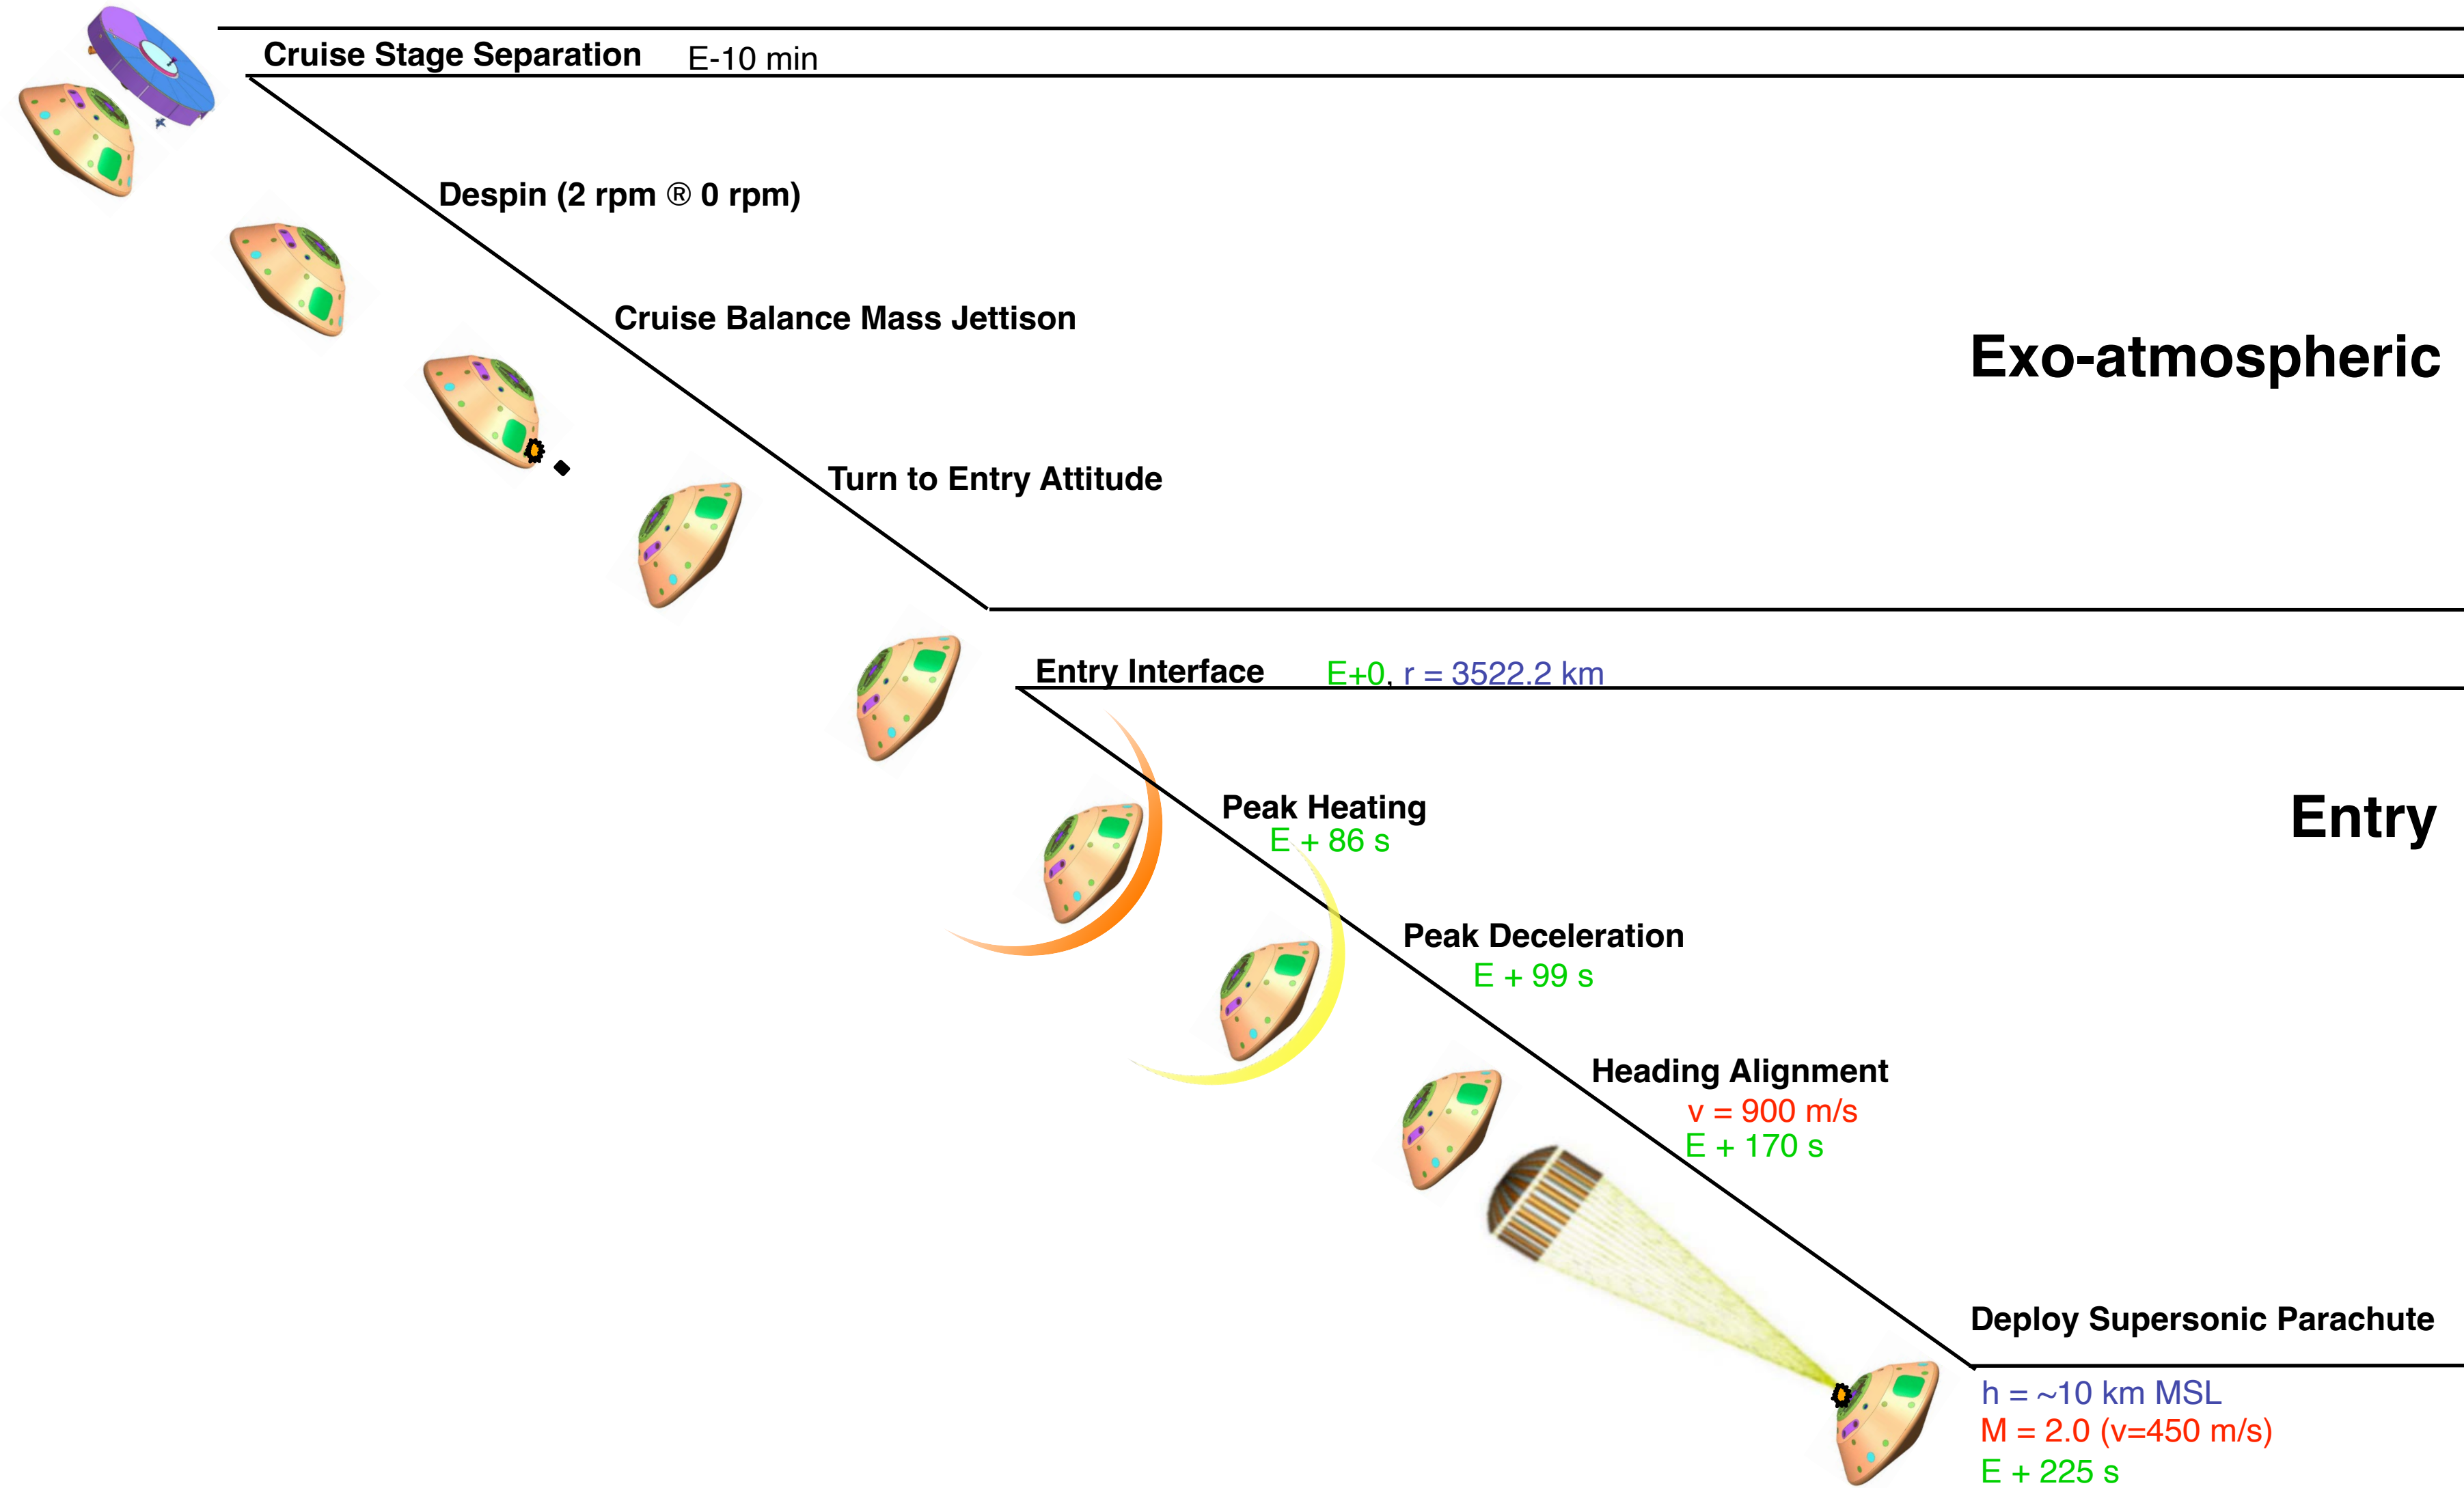 Cruise Stage Separation E-10 min
Despin (2 rpm ® 0 rpm)
Cruise Balance Mass Jettison
Exo-atmospheric
Turn to Entry Attitude
Entry Interface E+0, r = 3522.2 km
Peak Heating
E + 86 s
Entry
Peak Deceleration
E + 99 s
Heading Alignment
v = 900 m/s
E + 170 s
Deploy Supersonic Parachute
h = ~10 km MSL
M = 2.0 (v=450 m/s)
E + 225 s